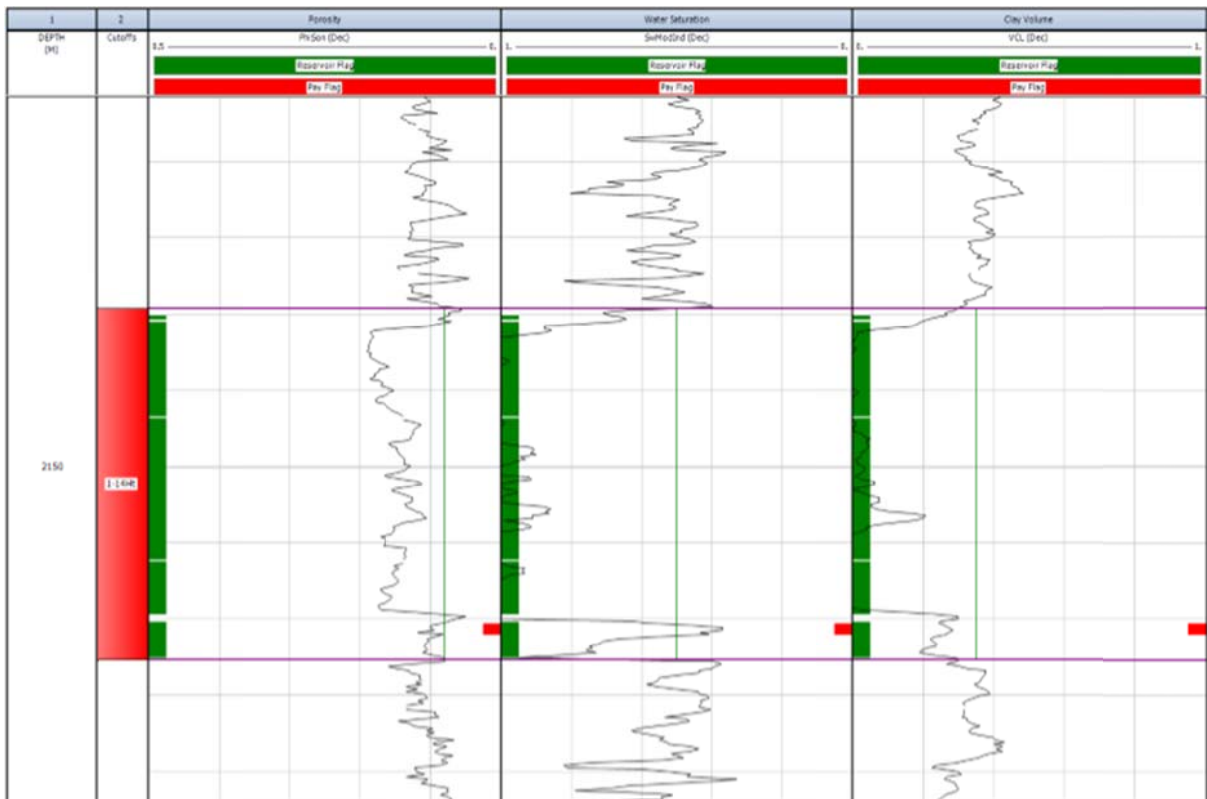 1 2 Porosity Water Saturation Clay Volume
DEPTH Cutoffs PhiSon (Dec) SwModInd (Dec) VCL (Dec)
(M) 0.5 0. 1. 0. 0. 1.
Reservoir Flag Reservoir Flag Reservoir Flag
Pay Flag Pay Flag Pay Flag
2150